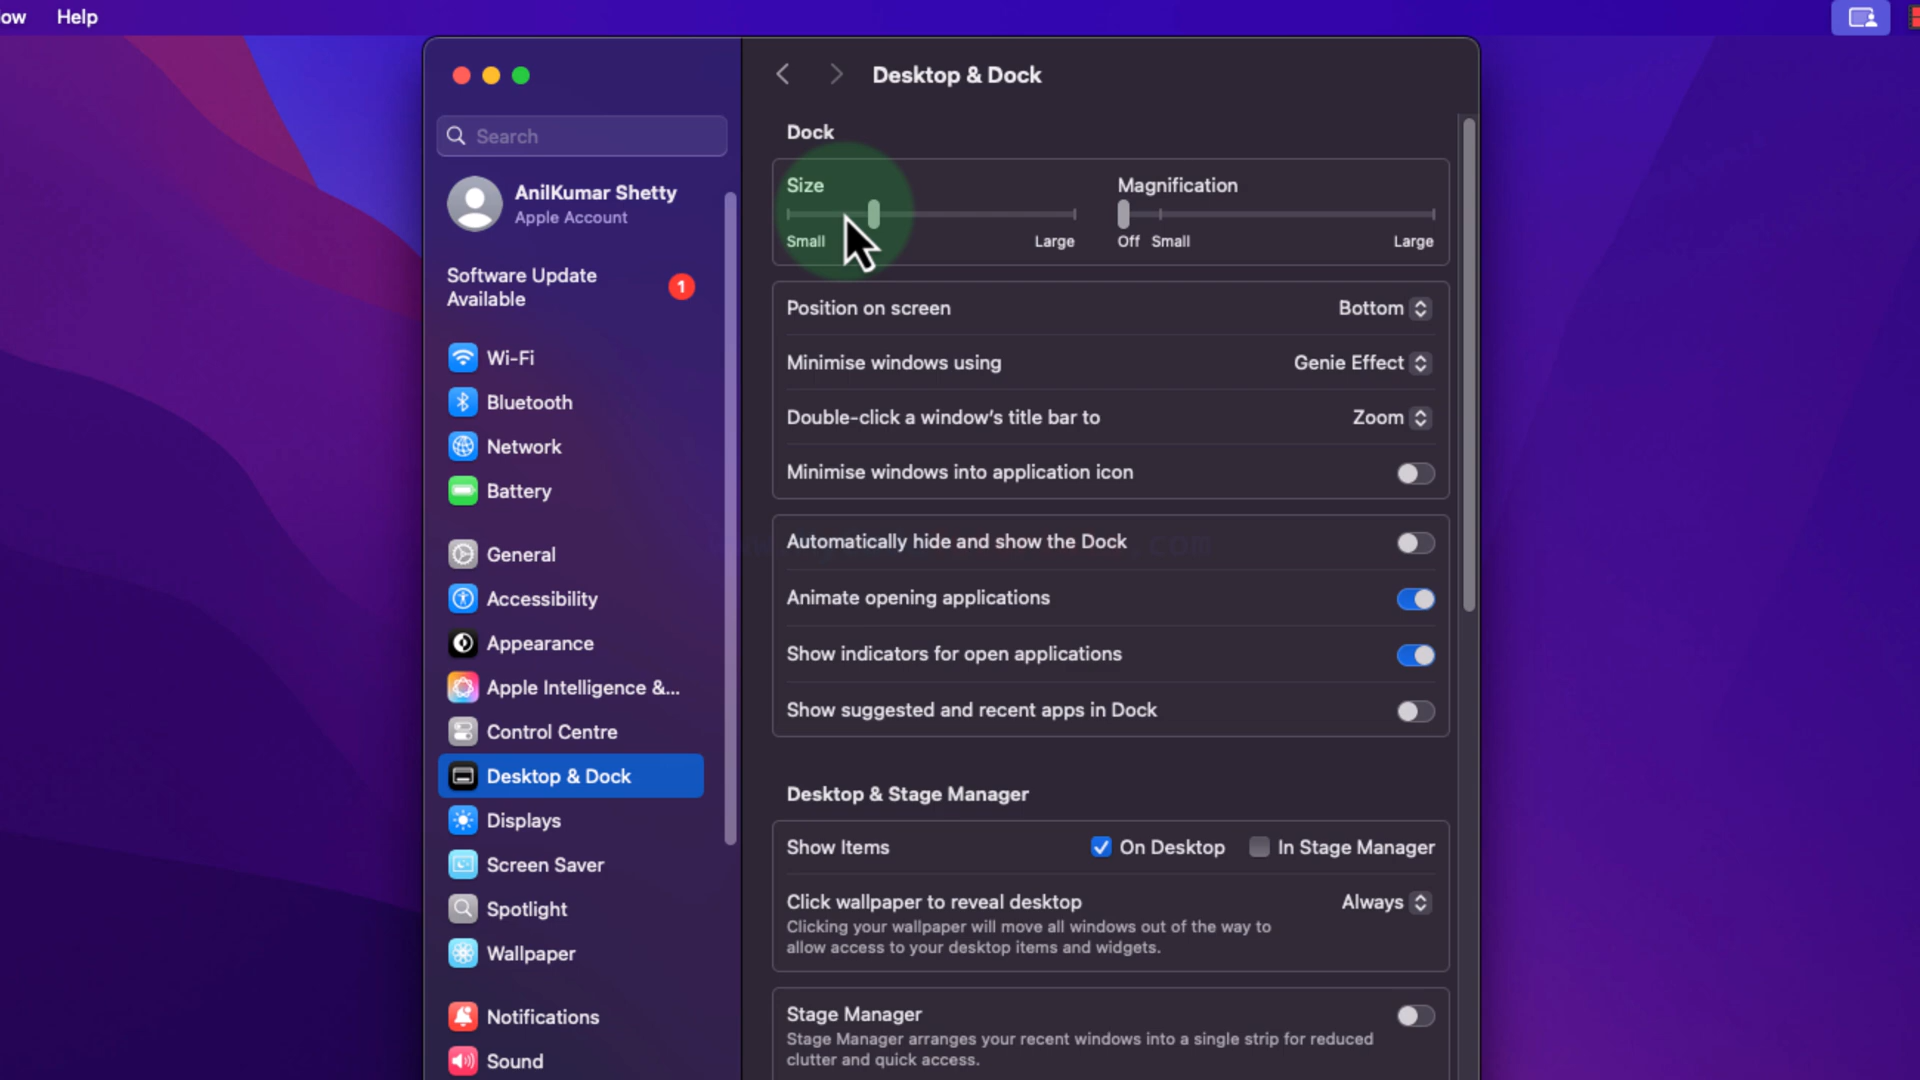 ow Help
Desktop & Dock
Search
AnilKumar Shetty
Apple Account
Software Update
Available
1
Wi-Fi
Bluetooth
Network
Battery
General
Accessibility
Appearance
Apple Intelligence &...
Control Centre
Desktop & Dock
Displays
Screen Saver
Spotlight
Wallpaper
Notifications
Sound
Dock
Size
Small Large
Magnification
Off Small Large
Position on screen Bottom
Minimise windows using Genie Effect
Double-click a window's title bar to Zoom
Minimise windows into application icon
Automatically hide and show the Dock
Animate opening applications
Show indicators for open applications
Show suggested and recent apps in Dock
Desktop & Stage Manager
Show Items On Desktop In Stage Manager
Click wallpaper to reveal desktop Always
Clicking your wallpaper will move all windows out of the way to
allow access to your desktop items and widgets.
Stage Manager
Stage Manager arranges your recent windows into a single strip for reduced
clutter and quick access.